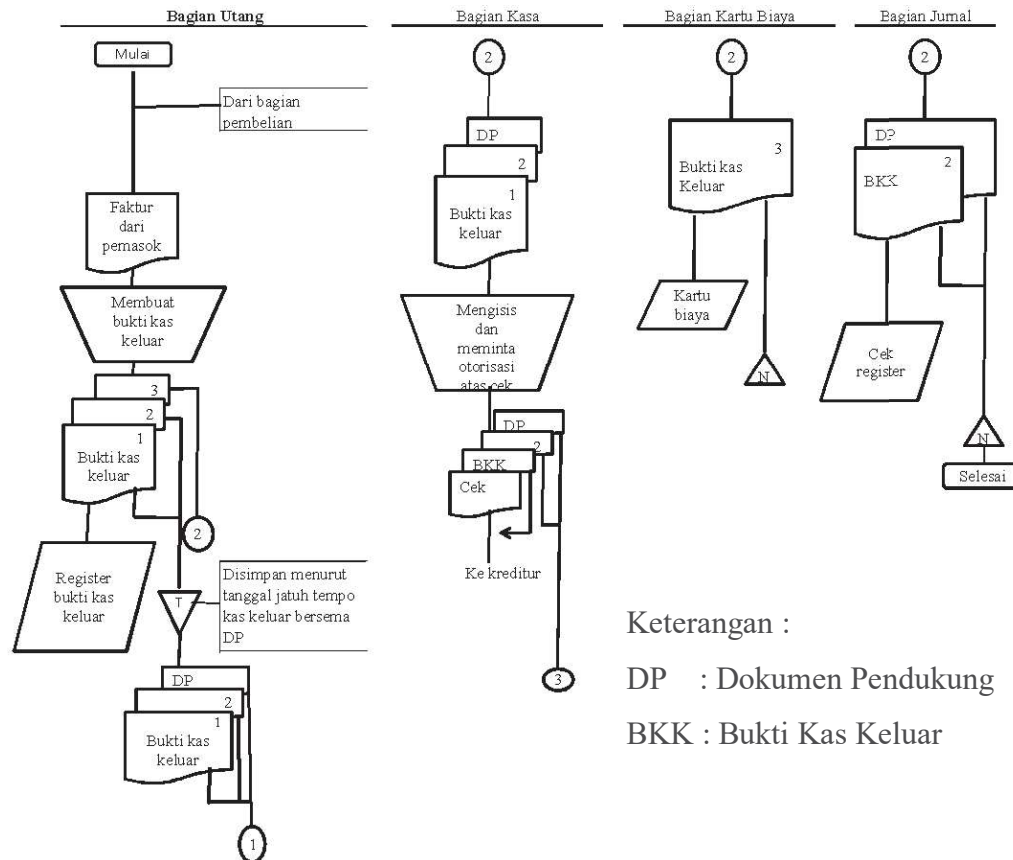 Bagian Utang
Mulai
Dari bagian
pembelian
Faktur
dari
pemasok
Membuat
bukti kas
keluar
3
2
1
Bukti kas
keluar
2
Register
bukti kas
keluar
T
Disimpan menurut
tanggal jatuh tempo
kas keluar bersema
DP
DP
2
1
Bukti kas
keluar
1
Bagian Kasa
2
DP
2
1
Bukti kas
keluar
Mengisis
dan
meminta
otorisasi
atas cek
DP
2
BKK
Cek
Ke kreditur
3
Bagian Kartu Biaya
2
3
Bukti kas
Keluar
Kartu
biaya
N
Bagian Jurnal
2
D?
2
BKK
Cek
register
N
Selesai
Keterangan :
DP : Dokumen Pendukung
BKK : Bukti Kas Keluar